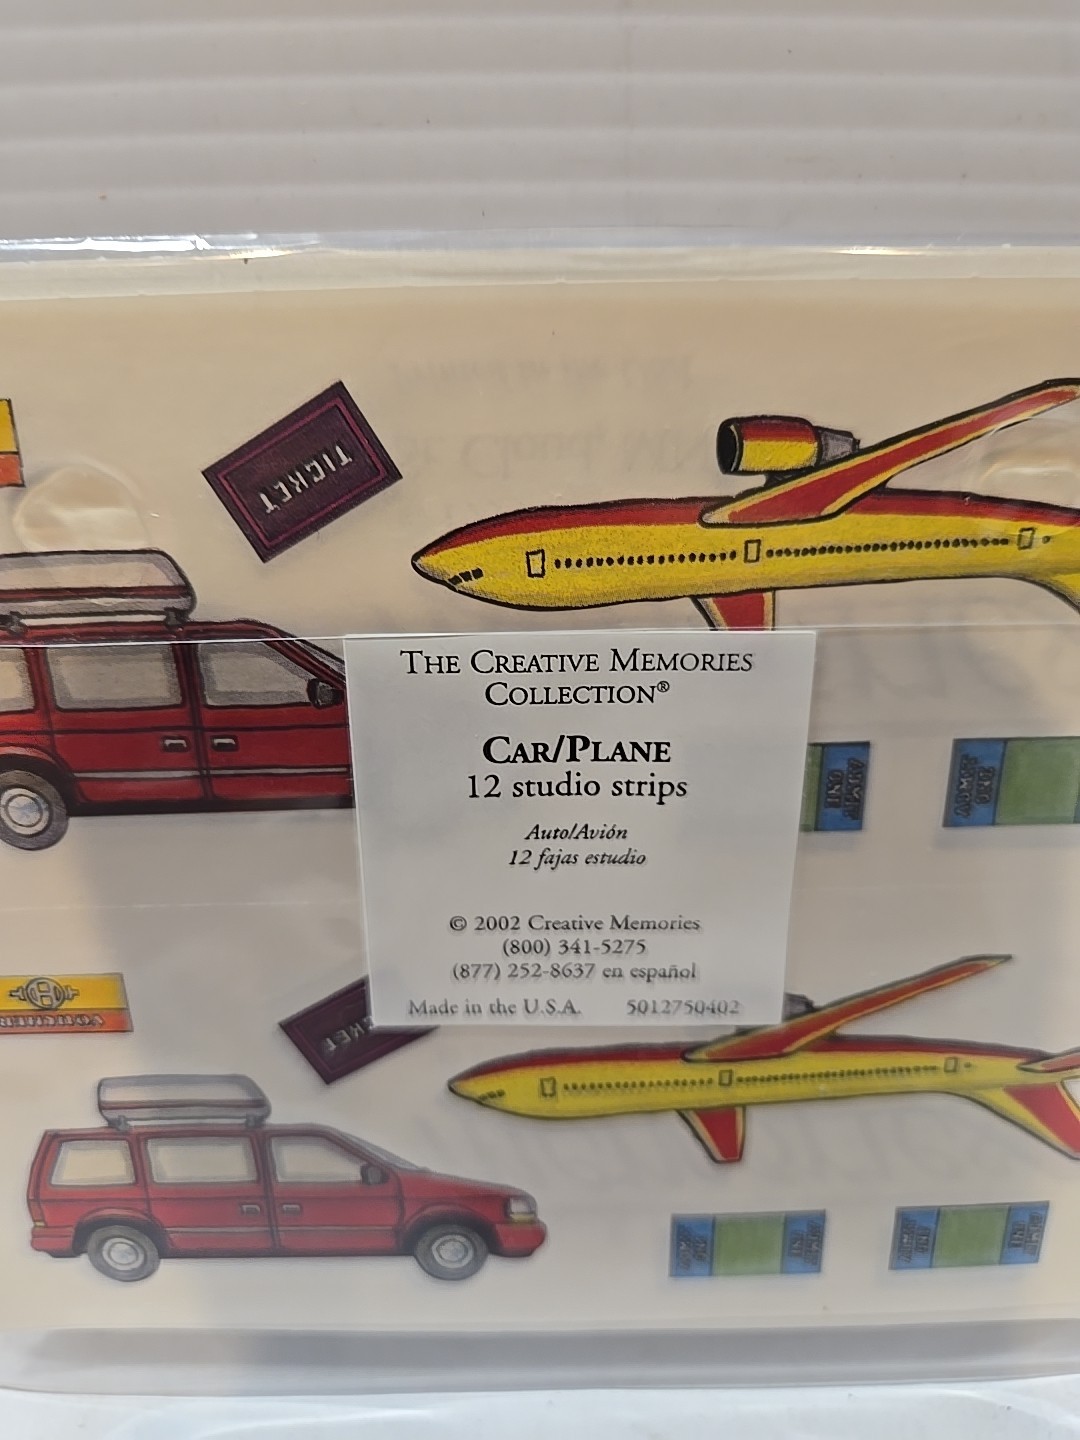 TICKET
THE CREATIVE MEMORIES
COLLECTION®
CAR/PLANE
12 studio strips
Auto/Avión
12 fajas estudio
© 2002 Creative Memories
(800) 341-5275
(877) 252-8637 en español
Made in the U.S.A. 5012750402